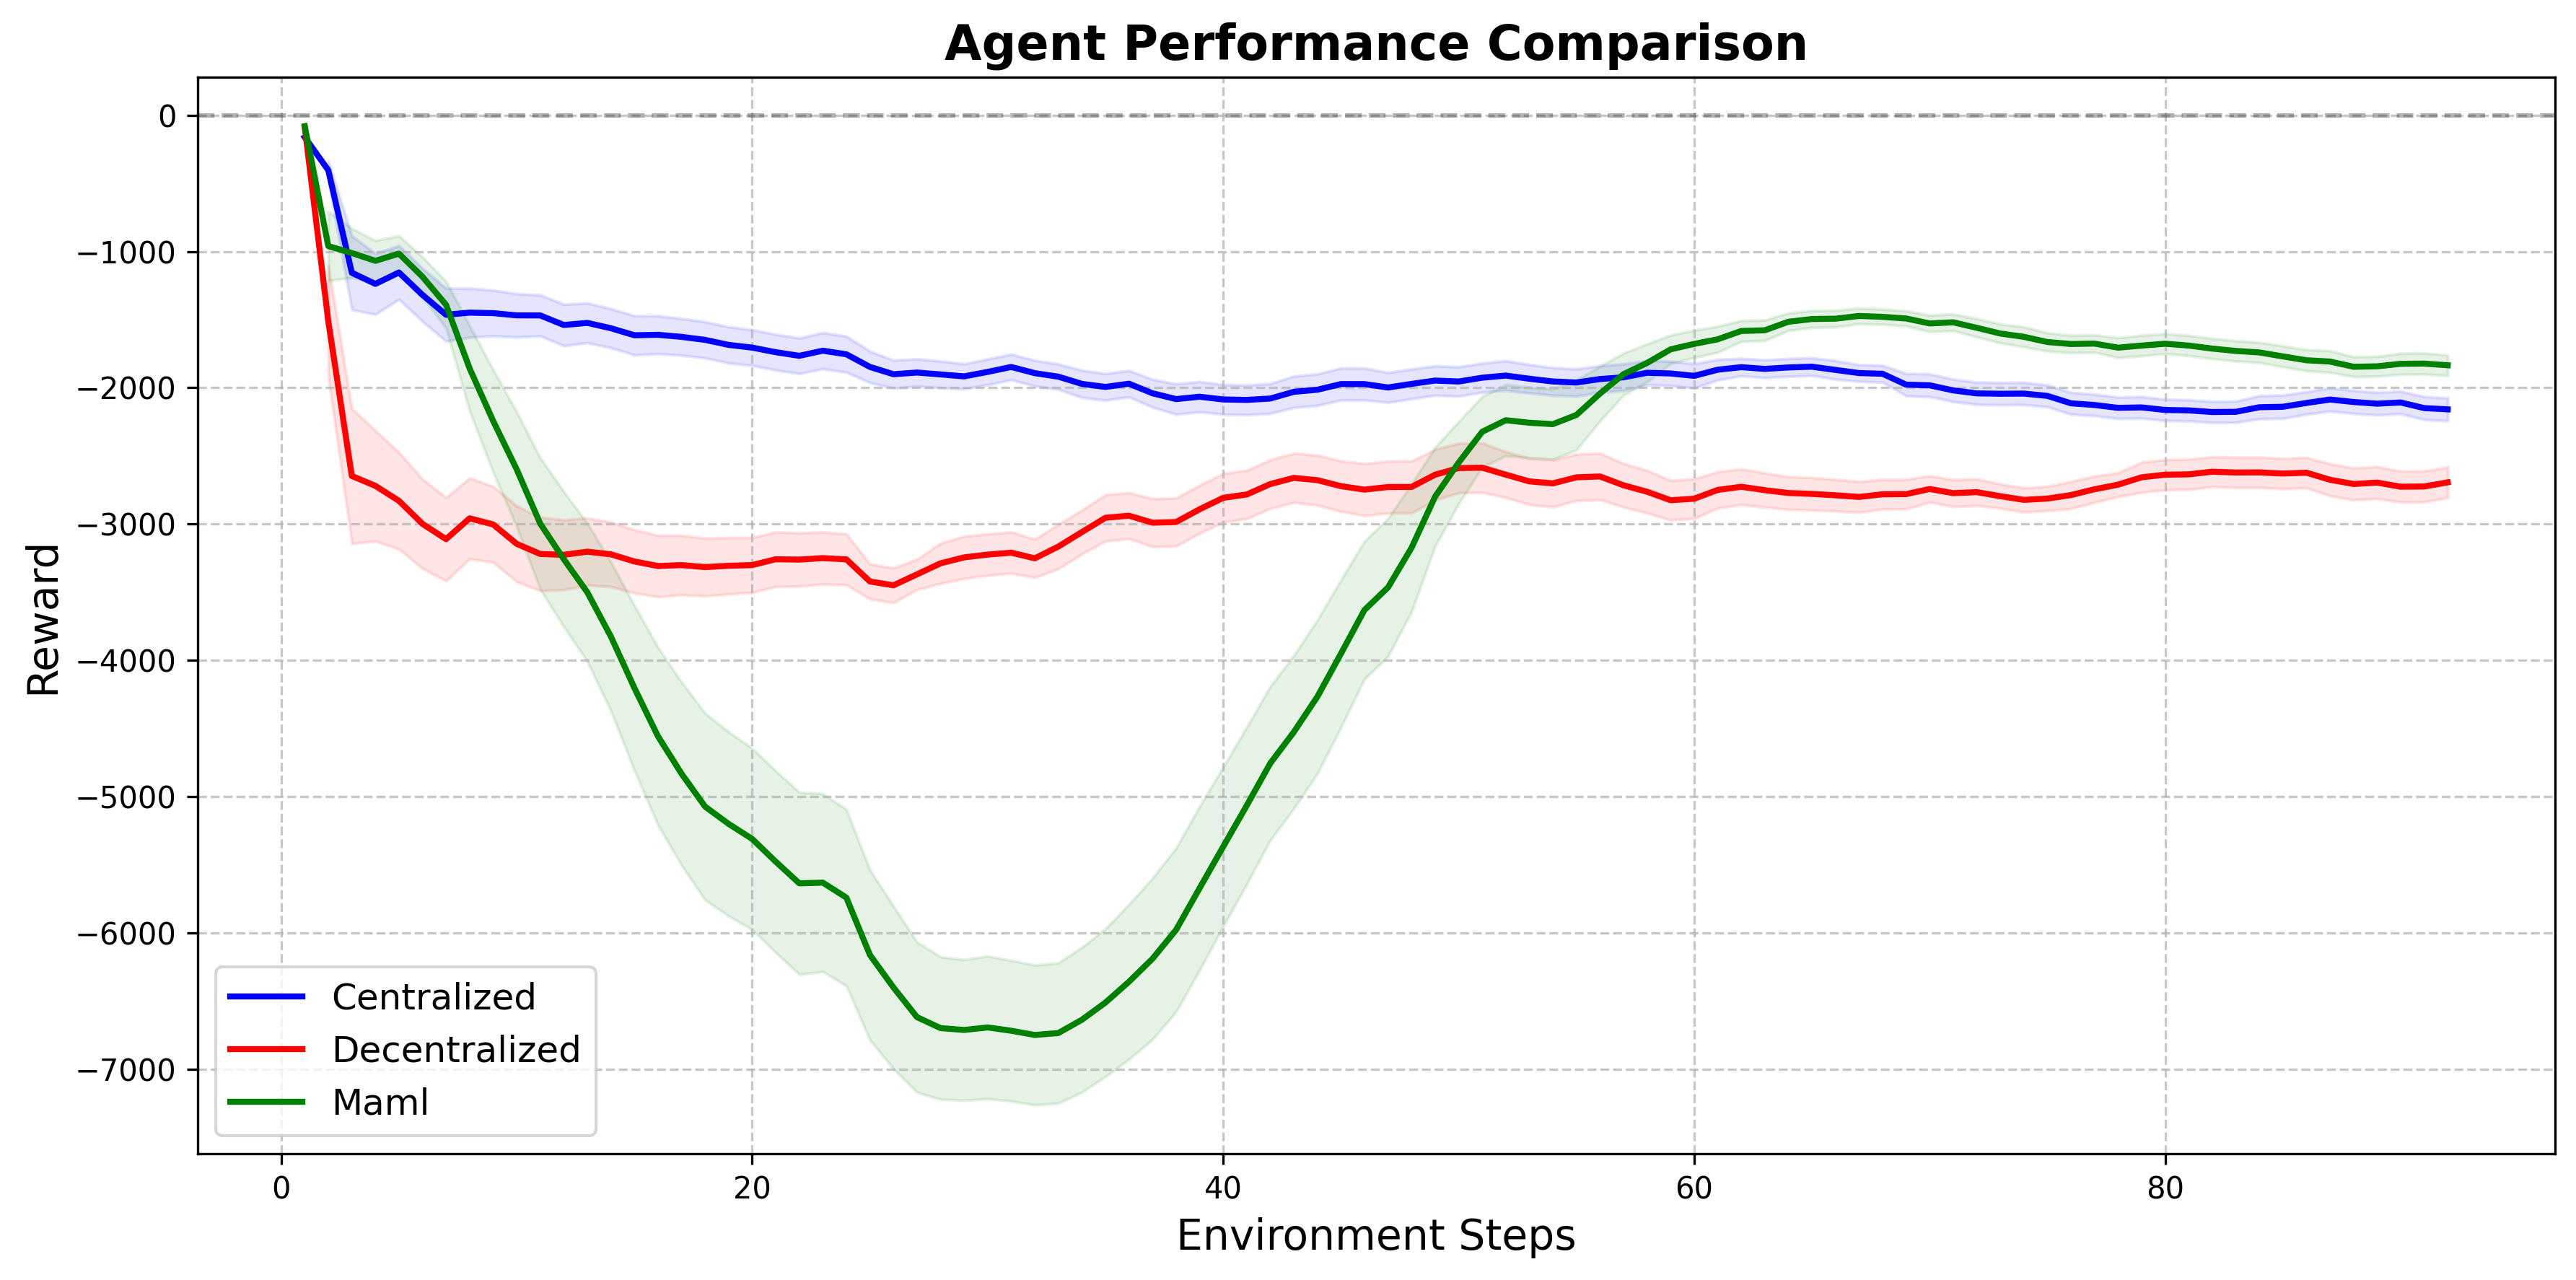 Agent Performance Comparison
0
−1000
−2000
−3000
−4000
−5000
−6000
−7000
Reward
Centralized
Decentralized
Maml
0 20 40 60 80
Environment Steps